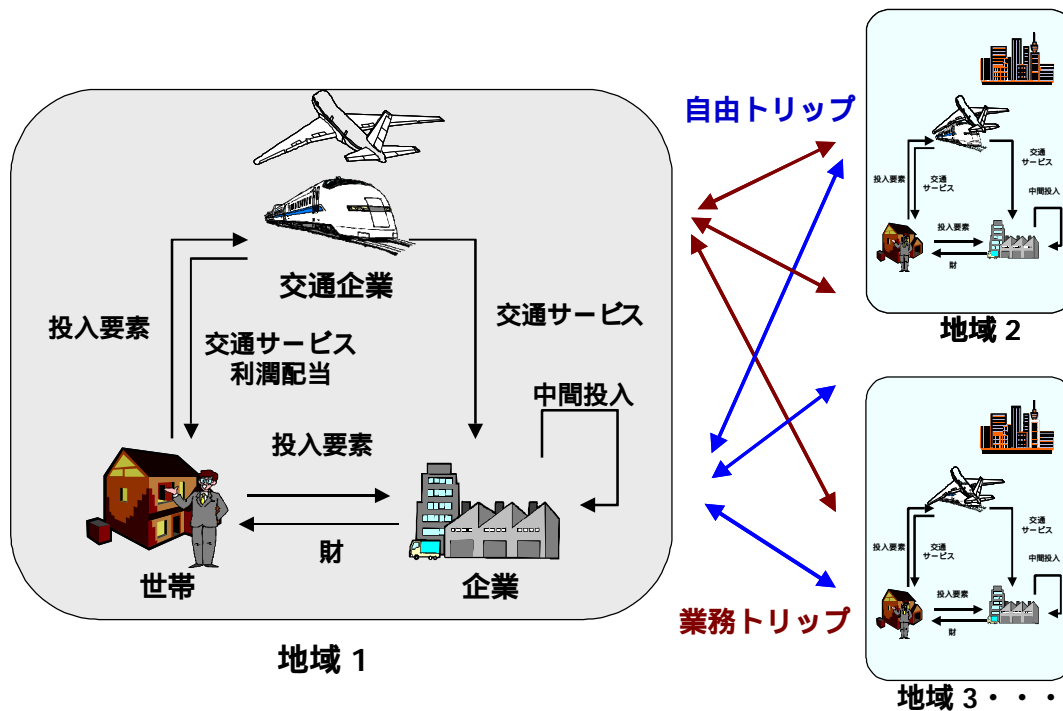 交通企業
投入要素
交通サービス
利潤配当
交通サービス
中間投入
投入要素
財
世帯
企業
地域 1
自由トリップ
業務トリップ
交通
サービス
投入要素
交通
サービス
中間投入
投入要素
財
地域 2
交通
サービス
投入要素
交通
サービス
中間投入
投入要素
財
地域 3・・・